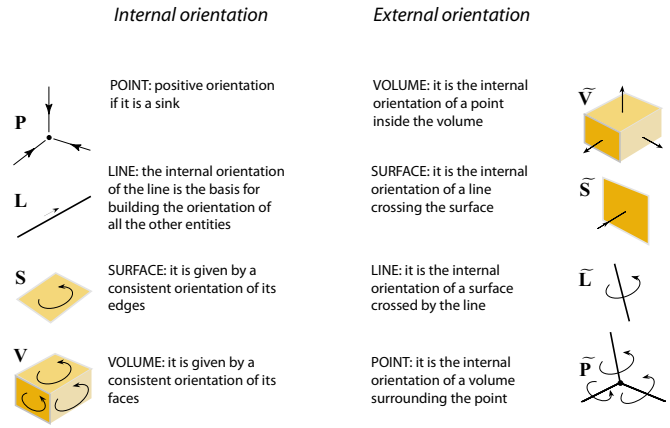 Internal orientation
External orientation
P
POINT: positive orientation
if it is a sink
L
LINE: the internal orientation
of the line is the basis for
building the orientation of
all the other entities
S
SURFACE: it is given by a
consistent orientation of its
edges
V
VOLUME: it is given by a
consistent orientation of its
faces
VOLUME: it is the internal
orientation of a point
inside the volume
Ṽ
SURFACE: it is the internal
orientation of a line
crossing the surface
S̃
LINE: it is the internal
orientation of a surface
crossed by the line
L̃
POINT: it is the internal
orientation of a volume
surrounding the point
P̃